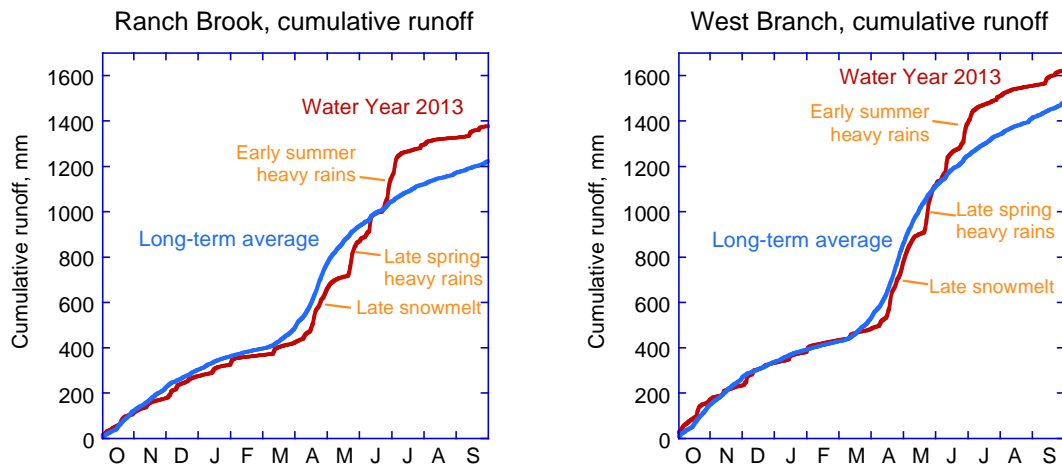 Ranch Brook, cumulative runoff
Cumulative runoff, mm
1600
1400
1200
1000
800
600
400
200
0
Water Year 2013
Early summer
heavy rains
Long-term average
Late spring
heavy rains
Late snowmelt
O N D J F M A M J J A S
West Branch, cumulative runoff
Cumulative runoff, mm
1600
1400
1200
1000
800
600
400
200
0
Water Year 2013
Early summer
heavy rains
Late spring
heavy rains
Long-term average
Late snowmelt
O N D J F M A M J J A S